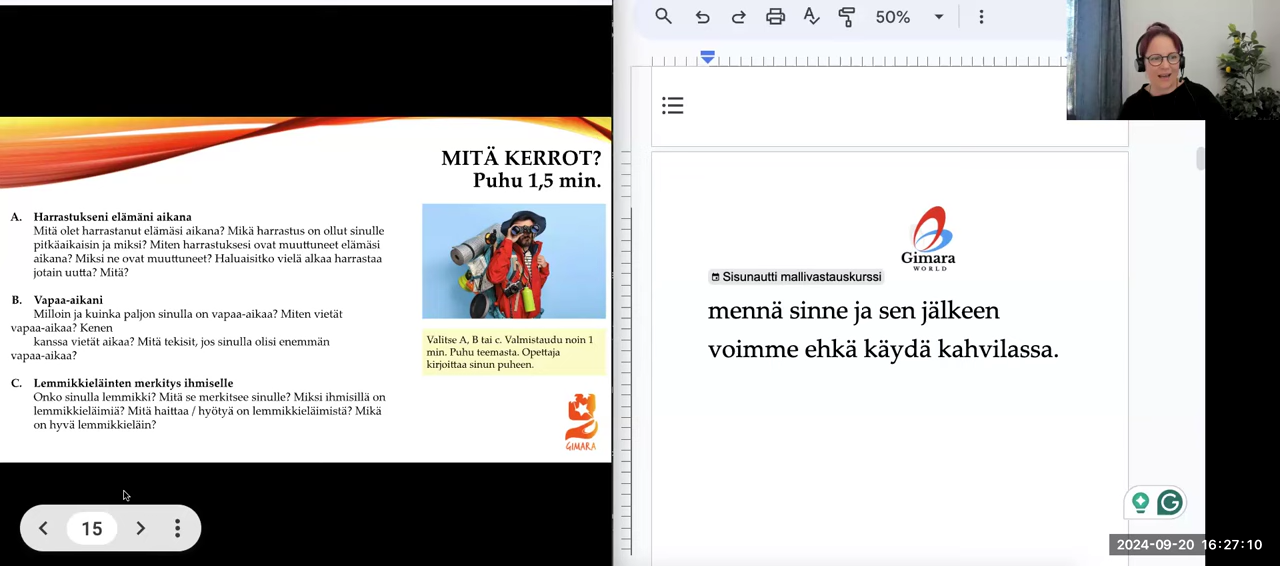 MITÄ KERROT?
Puhu 1,5 min.
A. Harrastukseni elämäni aikana
Mitä olet harrastanut elämäsi aikana? Mikä harrastus on ollut sinulle
pitkäaikaisin ja miksi? Miten harrastuksesi ovat muuttuneet elämäsi
aikana? Miksi ne ovat muuttuneet? Haluaisitko vielä alkaa harrastaa
jotain uutta? Mitä?
B. Vapaa-aikani
Milloin ja kuinka paljon sinulla on vapaa-aikaa? Miten vietät
vapaa-aikaa? Kenen
kanssa vietät aikaa? Mitä tekisit, jos sinulla olisi enemmän
vapaa-aikaa?
C. Lemmikkieläinten merkitys ihmiselle
Onko sinulla lemmikki? Mitä se merkitsee sinulle? Miksi ihmisillä on
lemmikkieläimiä? Mitä haittaa / hyötyä on lemmikkieläimistä? Mikä
on hyvä lemmikkieläin?
Valitse A, B tai c. Valmistaudu noin 1
min. Puhu teemasta. Opettaja
kirjoittaa sinun puheen.
GIMARA
15
50%
Gimara
WORLD
Sisunautti mallivastauskurssi
mennä sinne ja sen jälkeen
voimme ehkä käydä kahvilassa.
2024-09-20 16:27:10